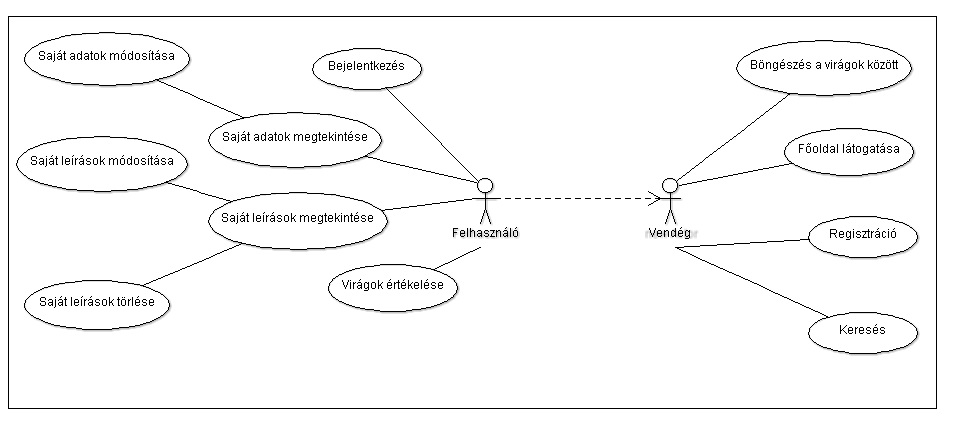 Saját adatok módosítása
Bejelentkezés
Böngészés a virágok között
Saját adatok megtekintése
Főoldal látogatása
Saját leírások módosítása
Saját leírások megtekintése
Felhasználó
Vendég
Regisztráció
Virágok értékelése
Saját leírások törlése
Keresés